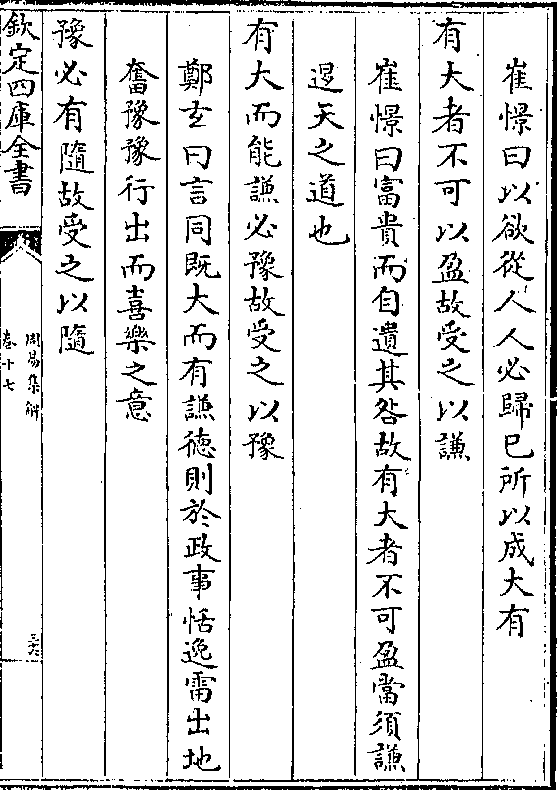 崔憬曰以欲從人人必歸已所以成大有
有大者不可以盈故受之以謙
崔憬曰富貴而自遺其咎故有大者不可盈當須謙
退天之道也
有大而能謙必豫故受之以豫
鄭玄曰言同既大而有謙徳則於政事恬逸雷出地
奮豫豫行出而喜樂之意
豫必有隨故受之以隨
欽定四庫全書
周易集解
卷十七
三六